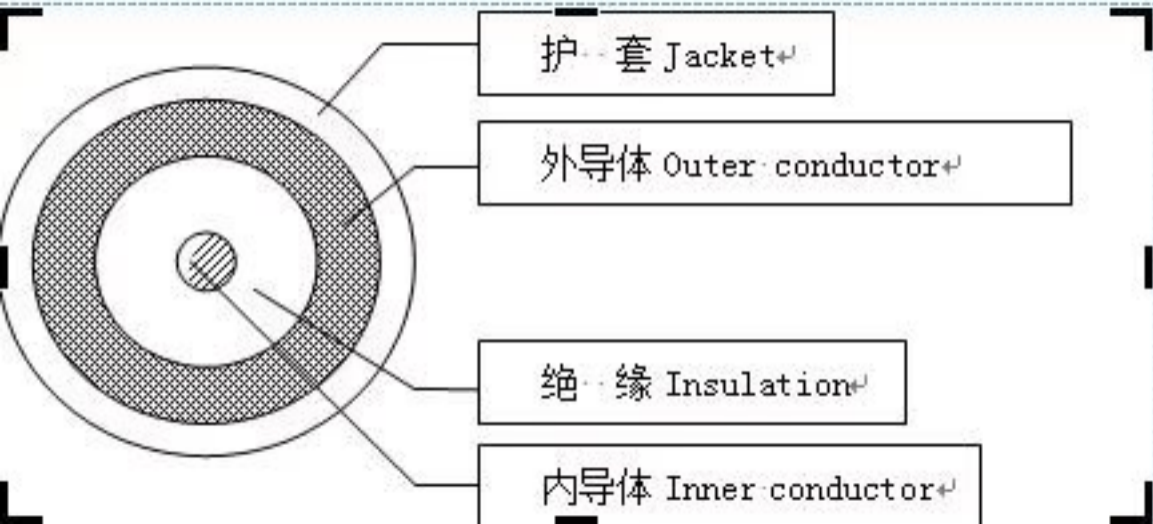 护 套 Jacket
外导体 Outer conductor
绝 缘 Insulation
内导体 Inner conductor